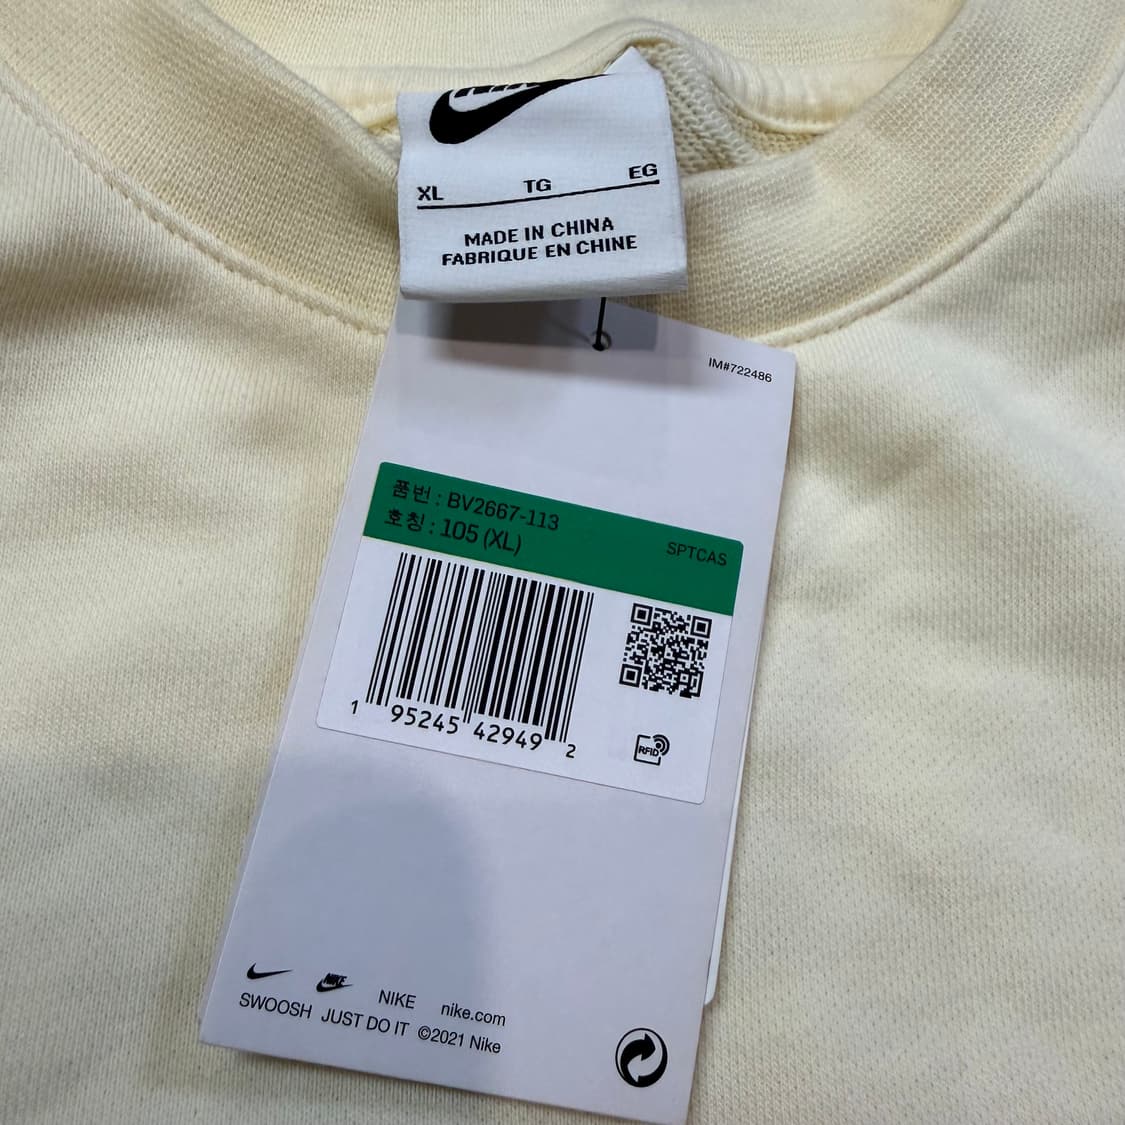 XL TG EG
MADE IN CHINA
FABRIQUE EN CHINE
IM#722486
품번 : BV2667-113
호칭 : 105 (XL)
SPTCAS
1 95245 42949 2
RFID
NIKE
NIKE nike.com
SWOOSH JUST DO IT ©2021 Nike